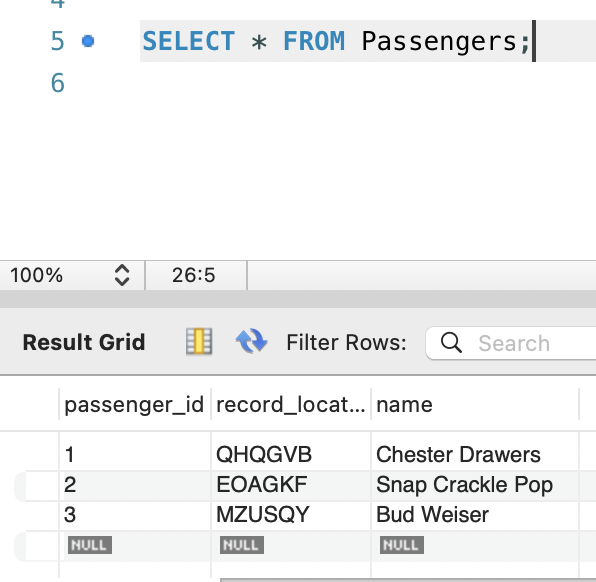 4
5 SELECT * FROM Passengers;
6
100% 26:5
Result Grid Filter Rows: Search
passenger_id record_locat... name
1 QHQGVB Chester Drawers
2 EOAGKF Snap Crackle Pop
3 MZUSQY Bud Weiser
NULL NULL NULL